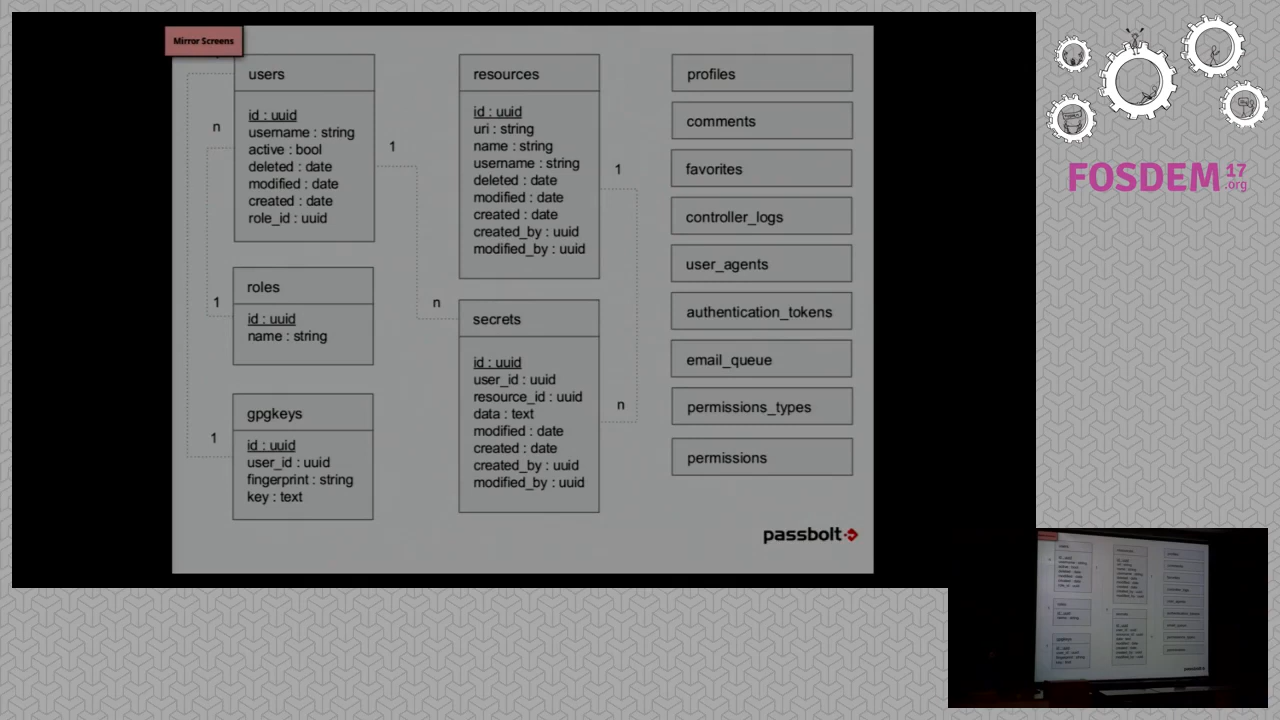 Mirror Screens
users
id : uuid
username : string
active : bool
deleted : date
modified : date
created : date
role_id : uuid
n
1
roles
id : uuid
name : string
1
gpgkeys
id : uuid
user_id : uuid
fingerprint : string
key : text
1
resources
id : uuid
uri : string
name : string
username : string
deleted : date
modified : date
created : date
created_by : uuid
modified_by : uuid
1
n
secrets
id : uuid
user_id : uuid
resource_id : uuid
data : text
modified : date
created : date
created_by : uuid
modified_by : uuid
n
profiles
comments
favorites
controller_logs
user_agents
authentication_tokens
email_queue
permissions_types
permissions
passbolt
FOSDEM 17
.org